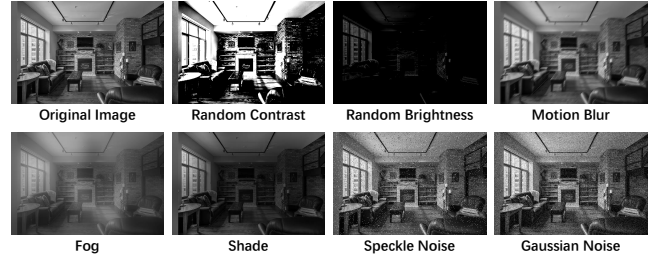 Original Image
Random Contrast
Random Brightness
Motion Blur
Fog
Shade
Speckle Noise
Gaussian Noise